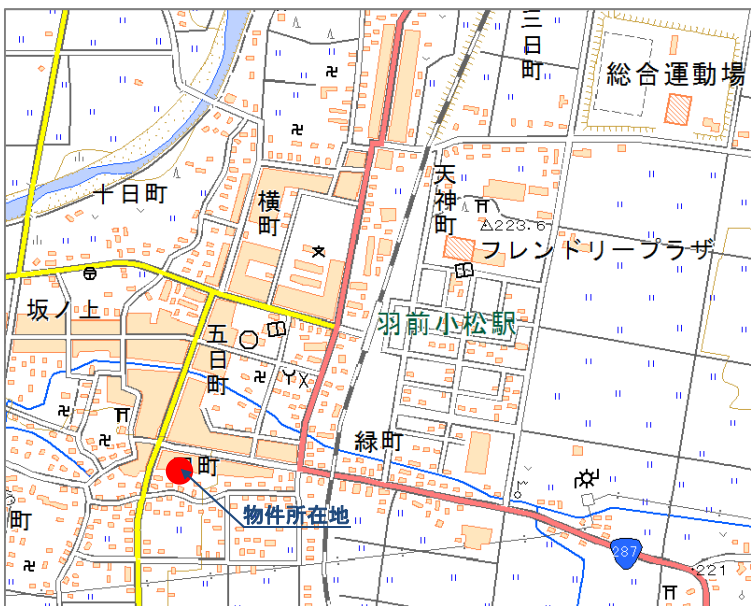 三日町
総合運動場
十日町
横町
天神町
223.6
フレンドリープラザ
坂ノ上
五日町
羽前小松駅
緑町
町
町
物件所在地
287
221